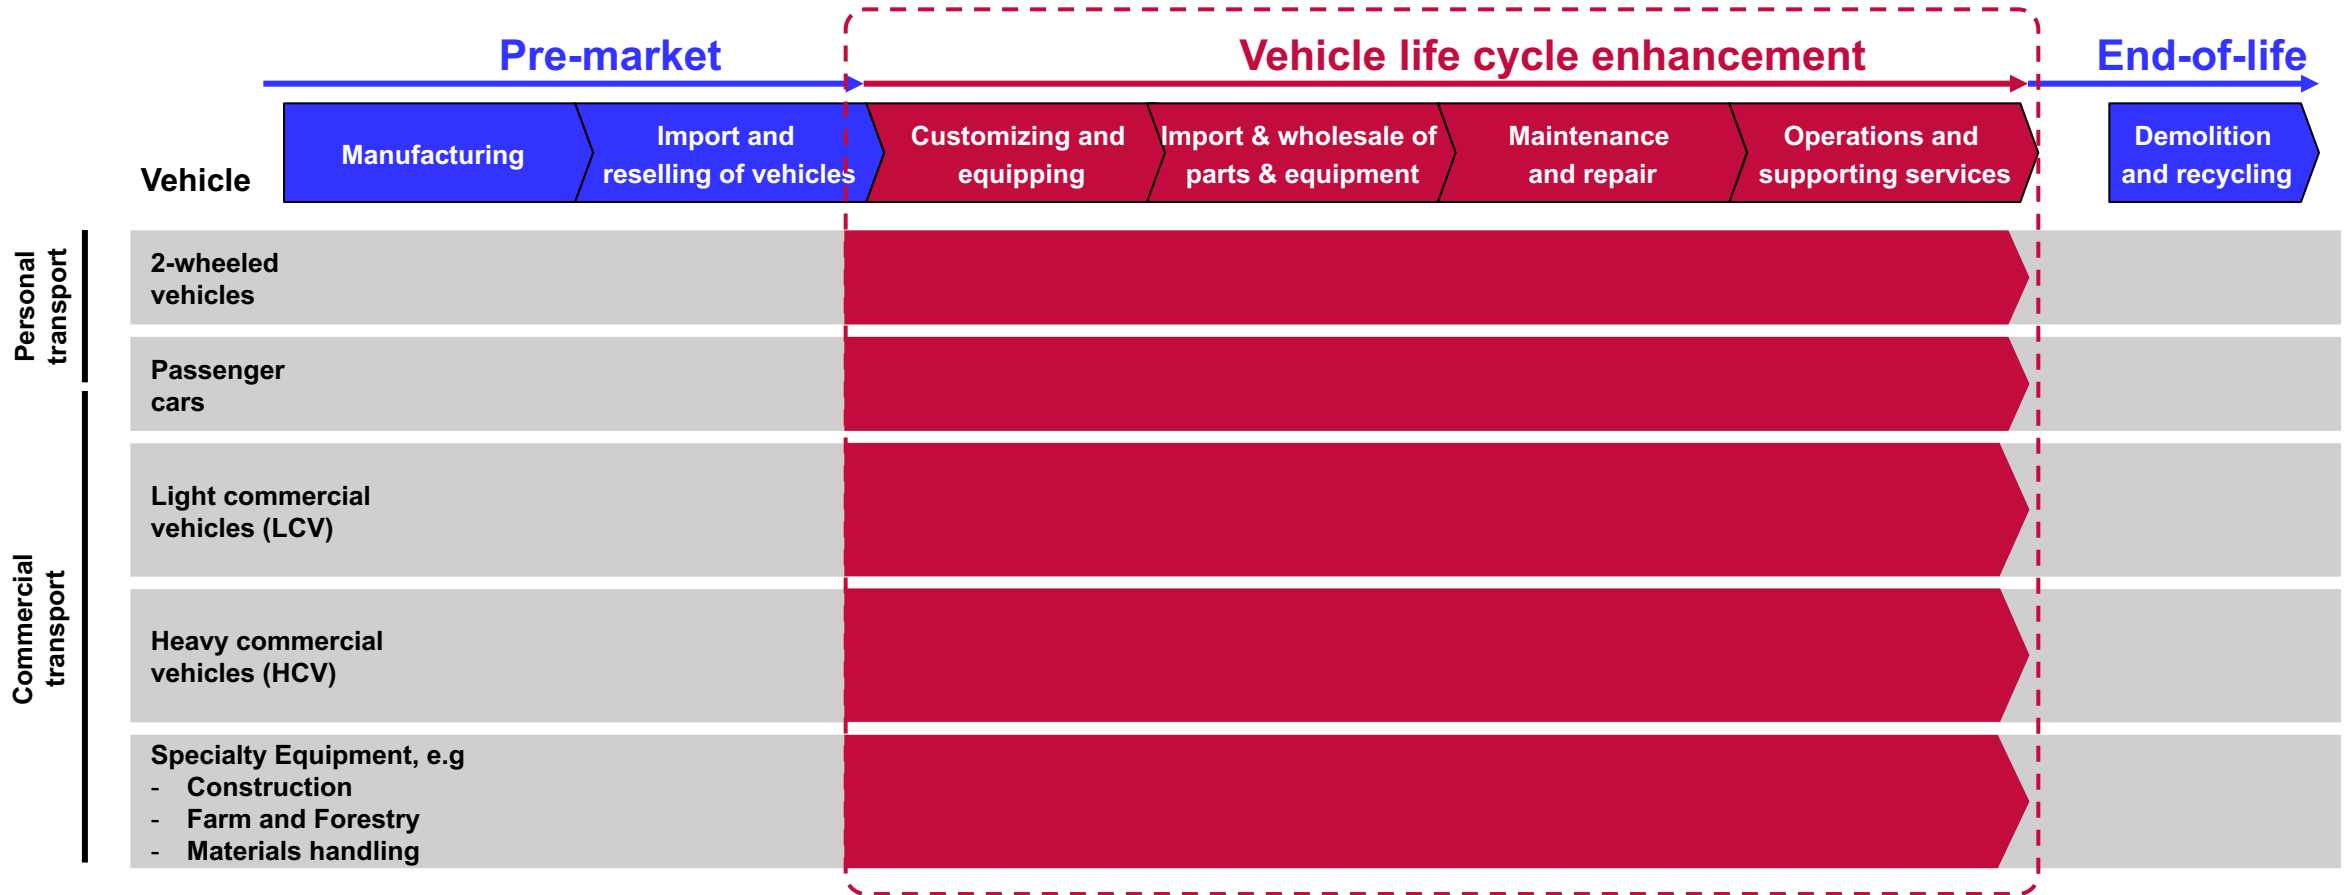 Pre-market
Vehicle life cycle enhancement
End-of-life
Vehicle
Manufacturing
Import and
reselling of vehicles
Customizing and
equipping
Import & wholesale of
parts & equipment
Maintenance
and repair
Operations and
supporting services
Demolition
and recycling
Personal
transport
2-wheeled
vehicles
Passenger
cars
Commercial
transport
Light commercial
vehicles (LCV)
Heavy commercial
vehicles (HCV)
Specialty Equipment, e.g
- Construction
- Farm and Forestry
- Materials handling